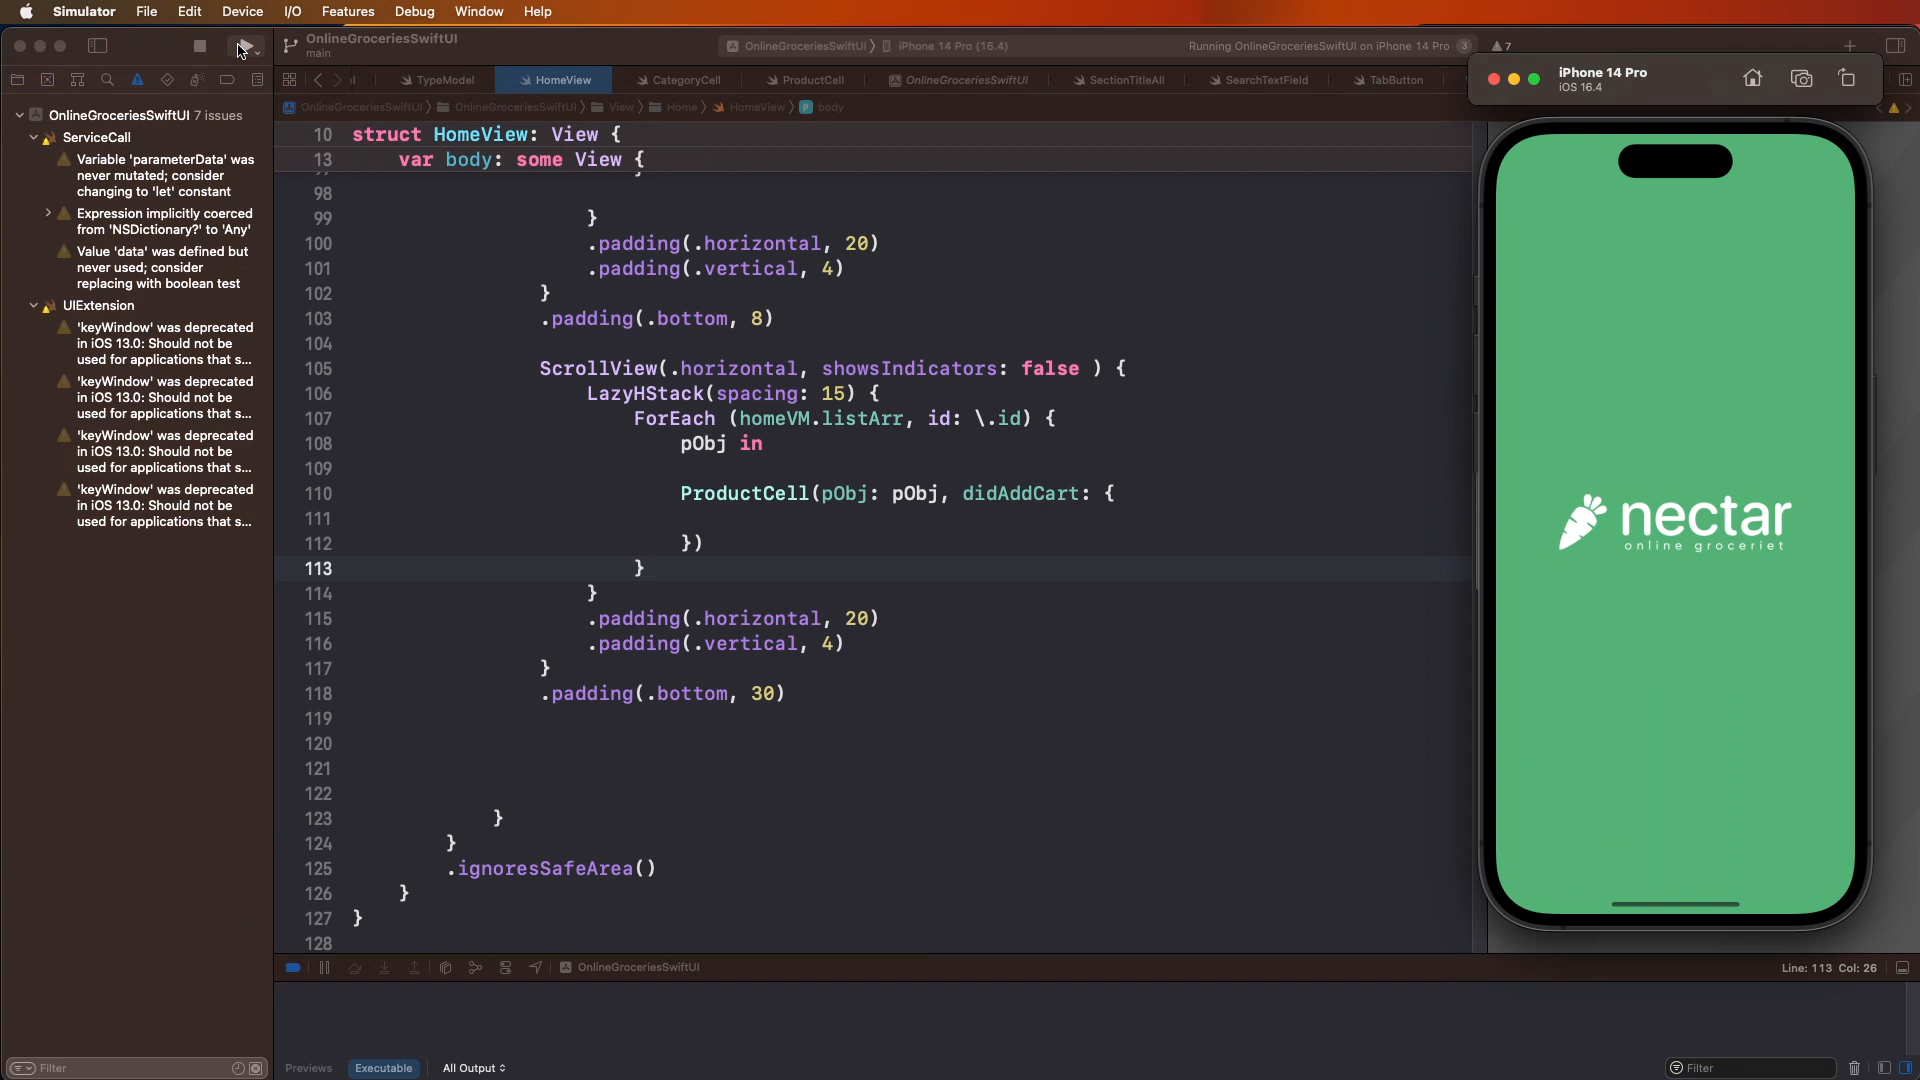 Simulator File Edit Device I/O Features Debug Window Help
OnlineGroceriesSwiftUI
main
OnlineGroceriesSwiftUI iPhone 14 Pro (16.4)
Running OnlineGroceriesSwiftUI on iPhone 14 Pro 3 7
TypeModel HomeView CategoryCell ProductCell OnlineGroceriesSwiftUI SectionTitleAll SearchTextField TabButton
OnlineGroceriesSwiftUI OnlineGroceriesSwiftUI View Home HomeView P body
OnlineGroceriesSwiftUI 7 issues
ServiceCall
Variable 'parameterData' was
never mutated; consider
changing to 'let' constant
Expression implicitly coerced
from 'NSDictionary?' to 'Any'
Value 'data' was defined but
never used; consider
replacing with boolean test
UIExtension
'keyWindow' was deprecated
in iOS 13.0: Should not be
used for applications that s...
'keyWindow' was deprecated
in iOS 13.0: Should not be
used for applications that s...
'keyWindow' was deprecated
in iOS 13.0: Should not be
used for applications that s...
'keyWindow' was deprecated
in iOS 13.0: Should not be
used for applications that s...
Filter
10 struct HomeView: View {
13 var body: some View {
98
99 }
100 .padding(.horizontal, 20)
101 .padding(.vertical, 4)
102 }
103 .padding(.bottom, 8)
104
105 ScrollView(.horizontal, showsIndicators: false ) {
106 LazyHStack(spacing: 15) {
107 ForEach (homeVM.listArr, id: \.id) {
108 pObj in
109
110 ProductCell(pObj: pObj, didAddCart: {
111
112 })
113 }
114 }
115 .padding(.horizontal, 20)
116 .padding(.vertical, 4)
117 }
118 .padding(.bottom, 30)
119
120
121
122
123 }
124 }
125 .ignoresSafeArea()
126 }
127 }
128
OnlineGroceriesSwiftUI
Line: 113 Col: 26
Previews Executable All Output
Filter
iPhone 14 Pro
iOS 16.4
nectar
online groceriet